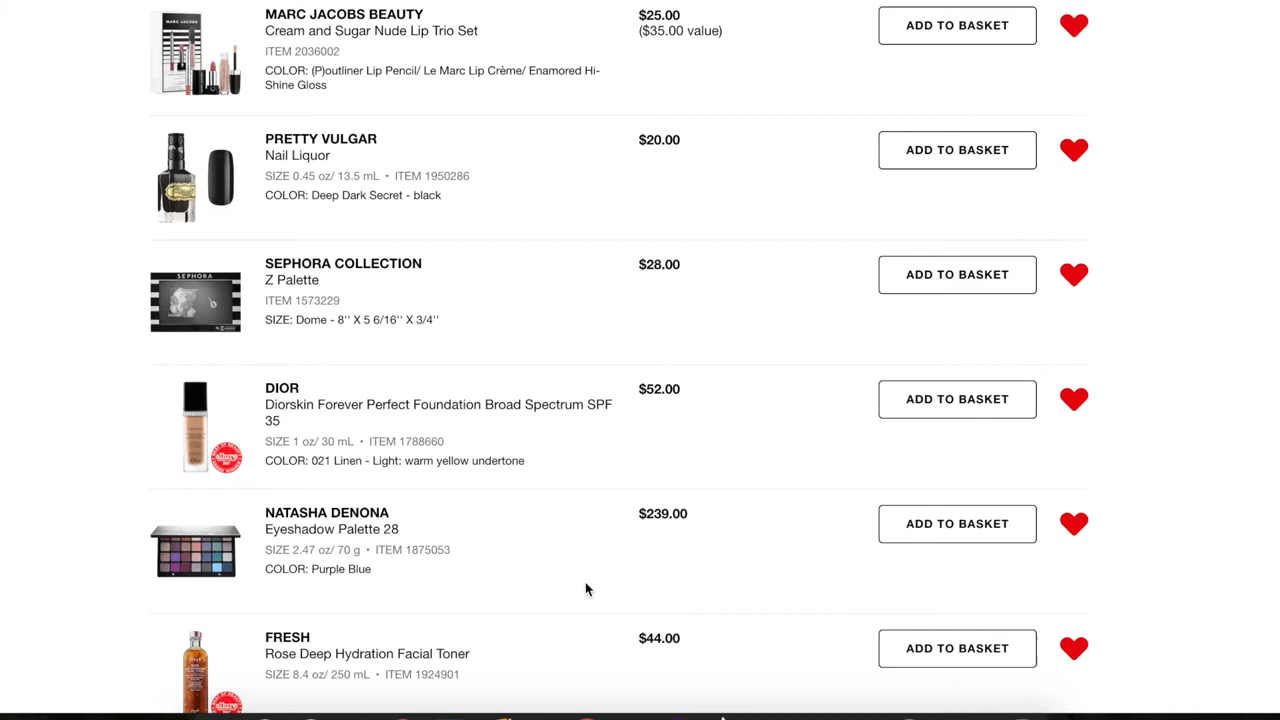 MARC JACOBS BEAUTY
$25.00
ADD TO BASKET
Cream and Sugar Nude Lip Trio Set
($35.00 value)
ITEM 2036002
COLOR: (P)outliner Lip Pencil/ Le Marc Lip Crème/ Enamored Hi-
Shine Gloss
PRETTY VULGAR
$20.00
ADD TO BASKET
Nail Liquor
SIZE 0.45 oz/ 13.5 mL • ITEM 1950286
COLOR: Deep Dark Secret - black
SEPHORA
SEPHORA COLLECTION
$28.00
ADD TO BASKET
Z Palette
ITEM 1573229
SIZE: Dome - 8'' X 5 6/16'' X 3/4''
DIOR
$52.00
ADD TO BASKET
Diorskin Forever Perfect Foundation Broad Spectrum SPF
35
SIZE 1 oz/ 30 mL • ITEM 1788660
allure
COLOR: 021 Linen - Light: warm yellow undertone
NATASHA DENONA
$239.00
ADD TO BASKET
Eyeshadow Palette 28
SIZE 2.47 oz/ 70 g • ITEM 1875053
COLOR: Purple Blue
FRESH
$44.00
ADD TO BASKET
Rose Deep Hydration Facial Toner
SIZE 8.4 oz/ 250 mL • ITEM 1924901
allure